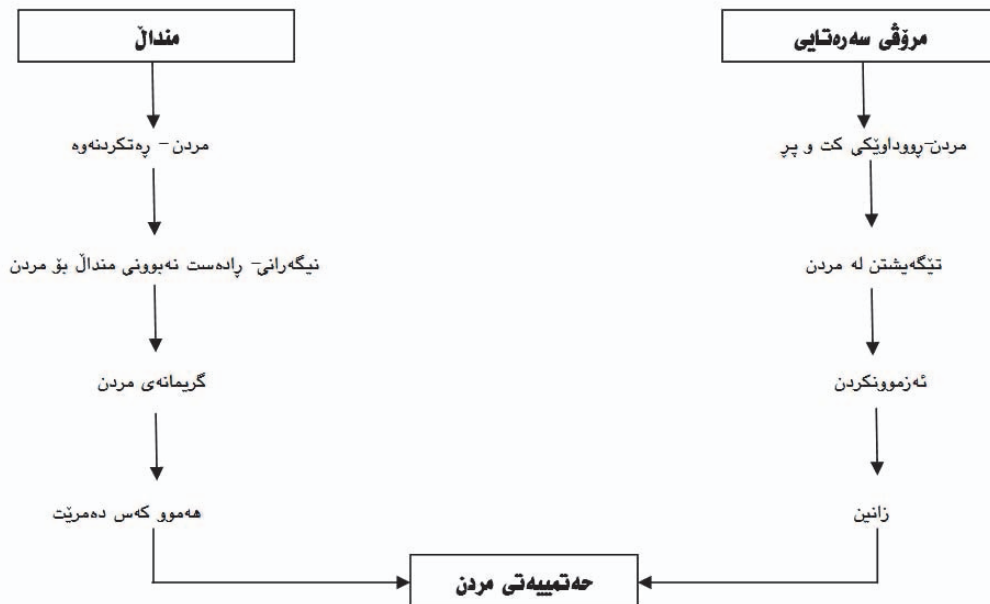 مرۆڤی سەرەتایی
مردن-ڕووداوێکی کت و پڕ
تێگەیشتن لە مردن
ئەزموونکردن
زانین
منداڵ
مردن - ڕەتکردنەوە
نیگەرانی- ڕادەست نەبوونی منداڵ بۆ مردن
گریمانەی مردن
هەموو کەس دەمرێت
حەتمییەتی مردن